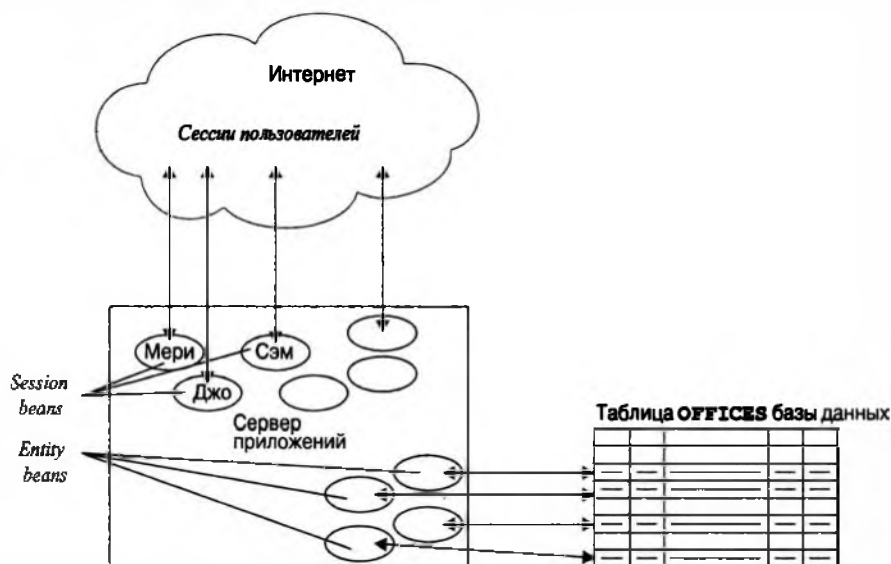 Интернет
Сессии пользователей
Мери
Сэм
Джо
Session
beans
Сервер
приложений
Entity
beans
Таблица OFFICES базы данных